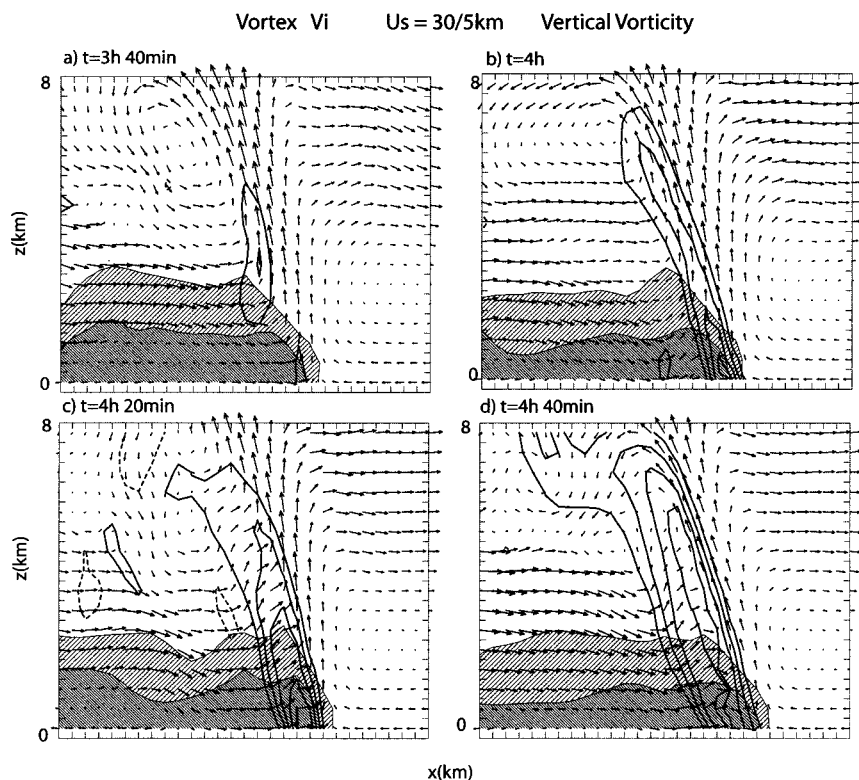 Vortex Vi Us = 30/5km Vertical Vorticity
a) t=3h 40min
b) t=4h
8
8
z(km)
0
0
c) t=4h 20min
d) t=4h 40min
8
8
z(km)
0
0
x(km)